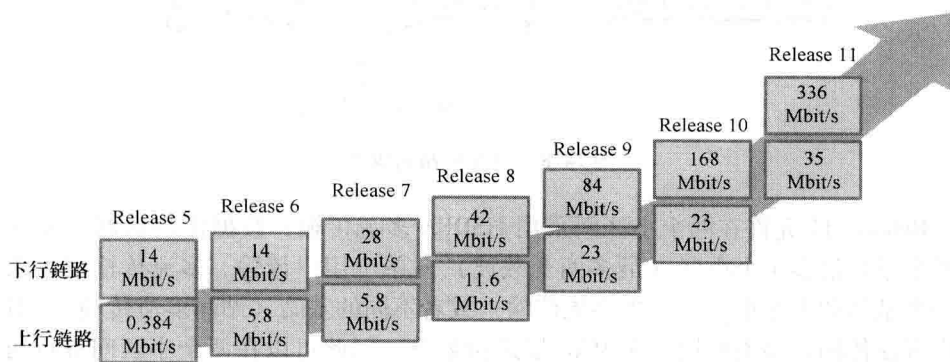 Release 11
336
Mbit/s
Release 10
168
Mbit/s
35
Mbit/s
Release 9
84
Mbit/s
23
Mbit/s
Release 8
42
Mbit/s
23
Mbit/s
Release 7
28
Mbit/s
11.6
Mbit/s
Release 6
14
Mbit/s
5.8
Mbit/s
Release 5
14
Mbit/s
5.8
Mbit/s
下行链路
0.384
Mbit/s
上行链路